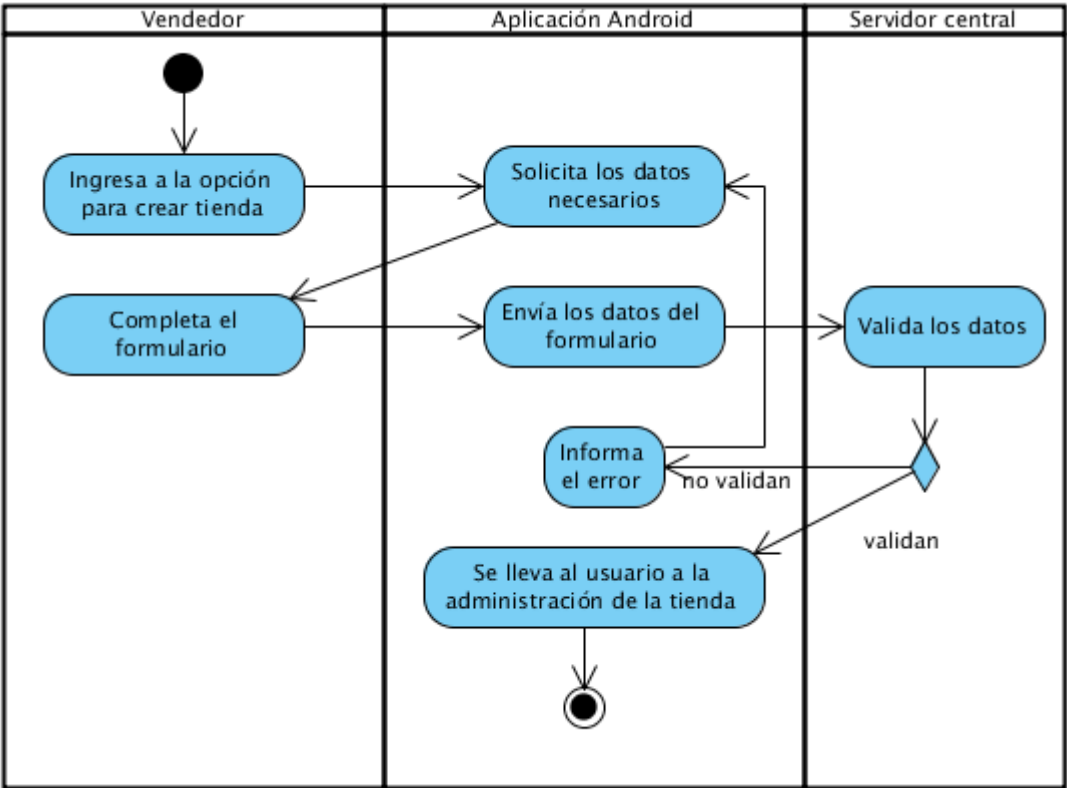 Vendedor
Aplicación Android
Servidor central
Ingresa a la opción
para crear tienda
Solicita los datos
necesarios
Completa el
formulario
Envía los datos del
formulario
Valida los datos
Informa
el error
no validan
validan
Se lleva al usuario a la
administración de la tienda